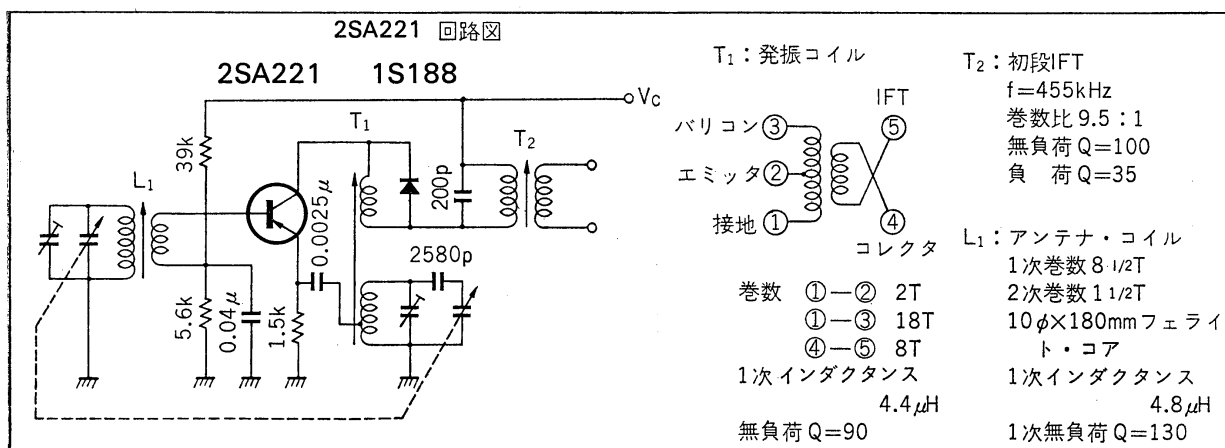 2SA221 回路図
2SA221
1S188
Vc
39k
L₁
T₁
T₂
200p
0.0025μ
2580p
5.6k
0.04μ
1.5k
T₁：発振コイル
IFT
バリコン③
⑤
エミッタ②
接地①
④
コレクタ
巻数 ①—② 2T
①—③ 18T
④—⑤ 8T
1次インダクタンス
4.4μH
無負荷Q=90
T₂：初段IFT
f=455kHz
巻数比9.5：1
無負荷Q=100
負 荷Q=35
L₁：アンテナ・コイル
1次巻数8 1/2T
2次巻数1 1/2T
10φ×180mmフェライ
ト・コア
1次インダクタンス
4.8μH
1次無負荷Q=130